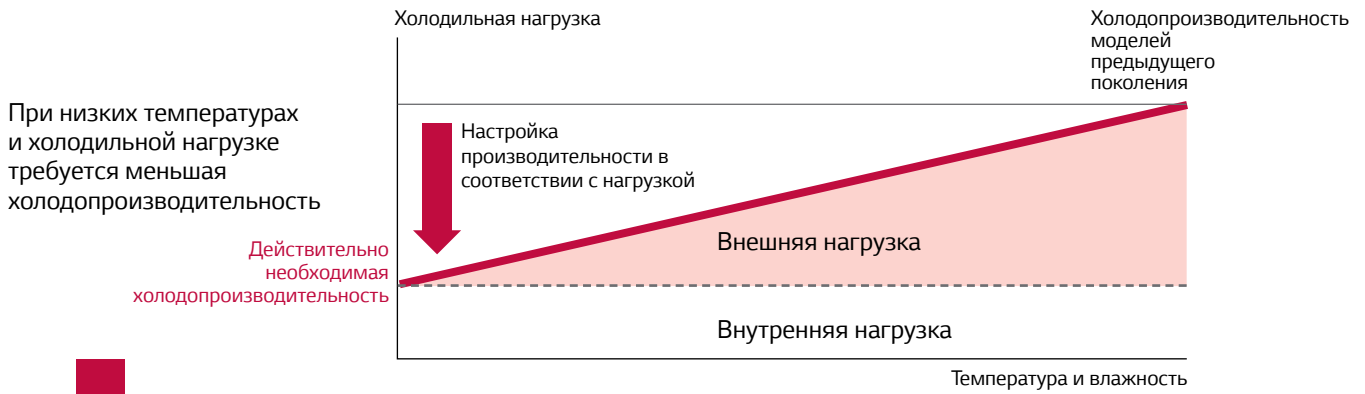 Холодильная нагрузка
Холодопроизводительность
моделей
предыдущего
поколения
При низких температурах
и холодильной нагрузке
требуется меньшая
холодопроизводительность
Настройка
производительности в
соответствии с нагрузкой
Внешняя нагрузка
Действительно
необходимая
холодопроизводительность
Внутренняя нагрузка
Температура и влажность